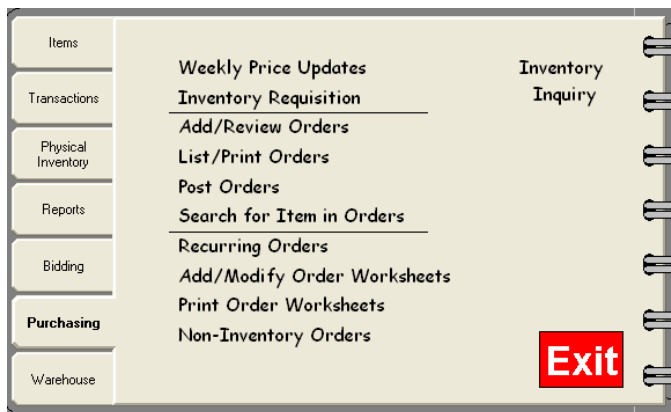 Items
Transactions
Physical
Inventory
Reports
Bidding
Purchasing
Warehouse
Weekly Price Updates
Inventory Requisition
Add/Review Orders
List/Print Orders
Post Orders
Search for Item in Orders
Recurring Orders
Add/Modify Order Worksheets
Print Order Worksheets
Non-Inventory Orders
Inventory
Inquiry
Exit